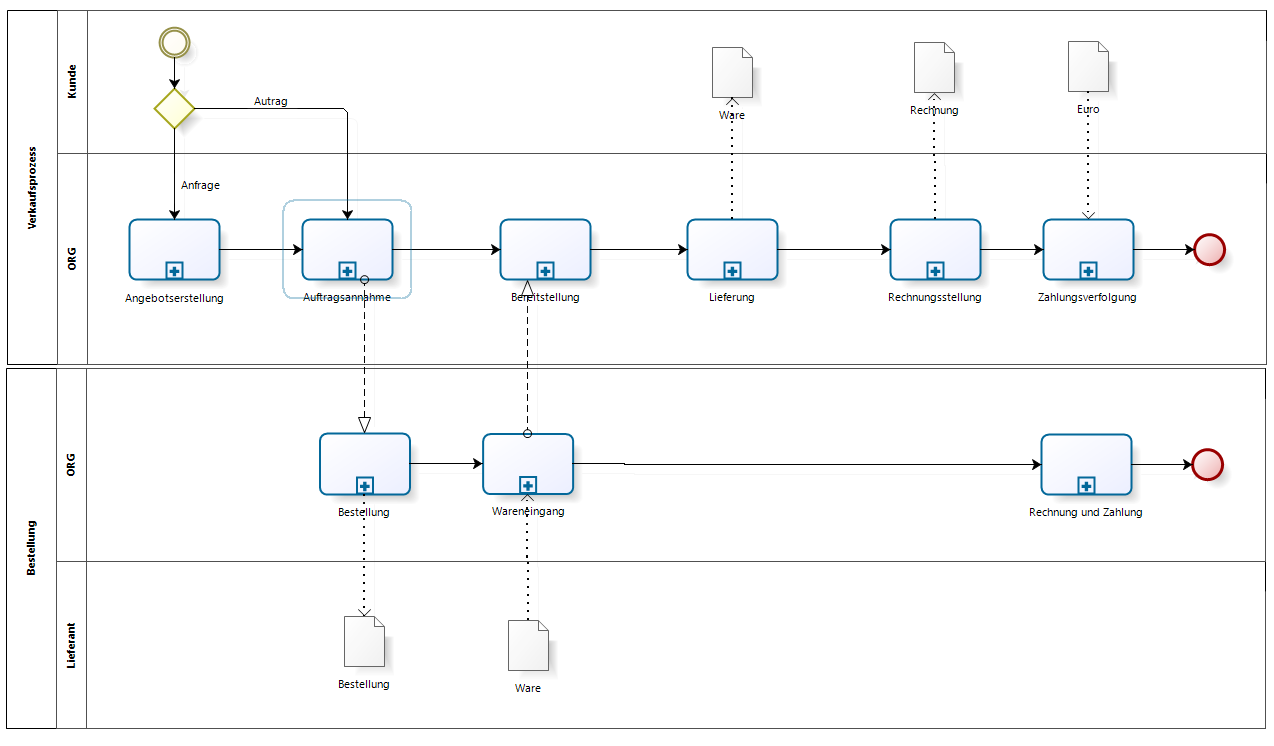 Verkaufsprozess
Kunde
Autrag
Ware
Rechnung
Euro
Anfrage
ORG
Angebotserstellung
Auftragsannahme
Bereitstellung
Lieferung
Rechnungsstellung
Zahlungsverfolgung
Bestellung
ORG
Bestellung
Wareneingang
Rechnung und Zahlung
Lieferant
Bestellung
Ware